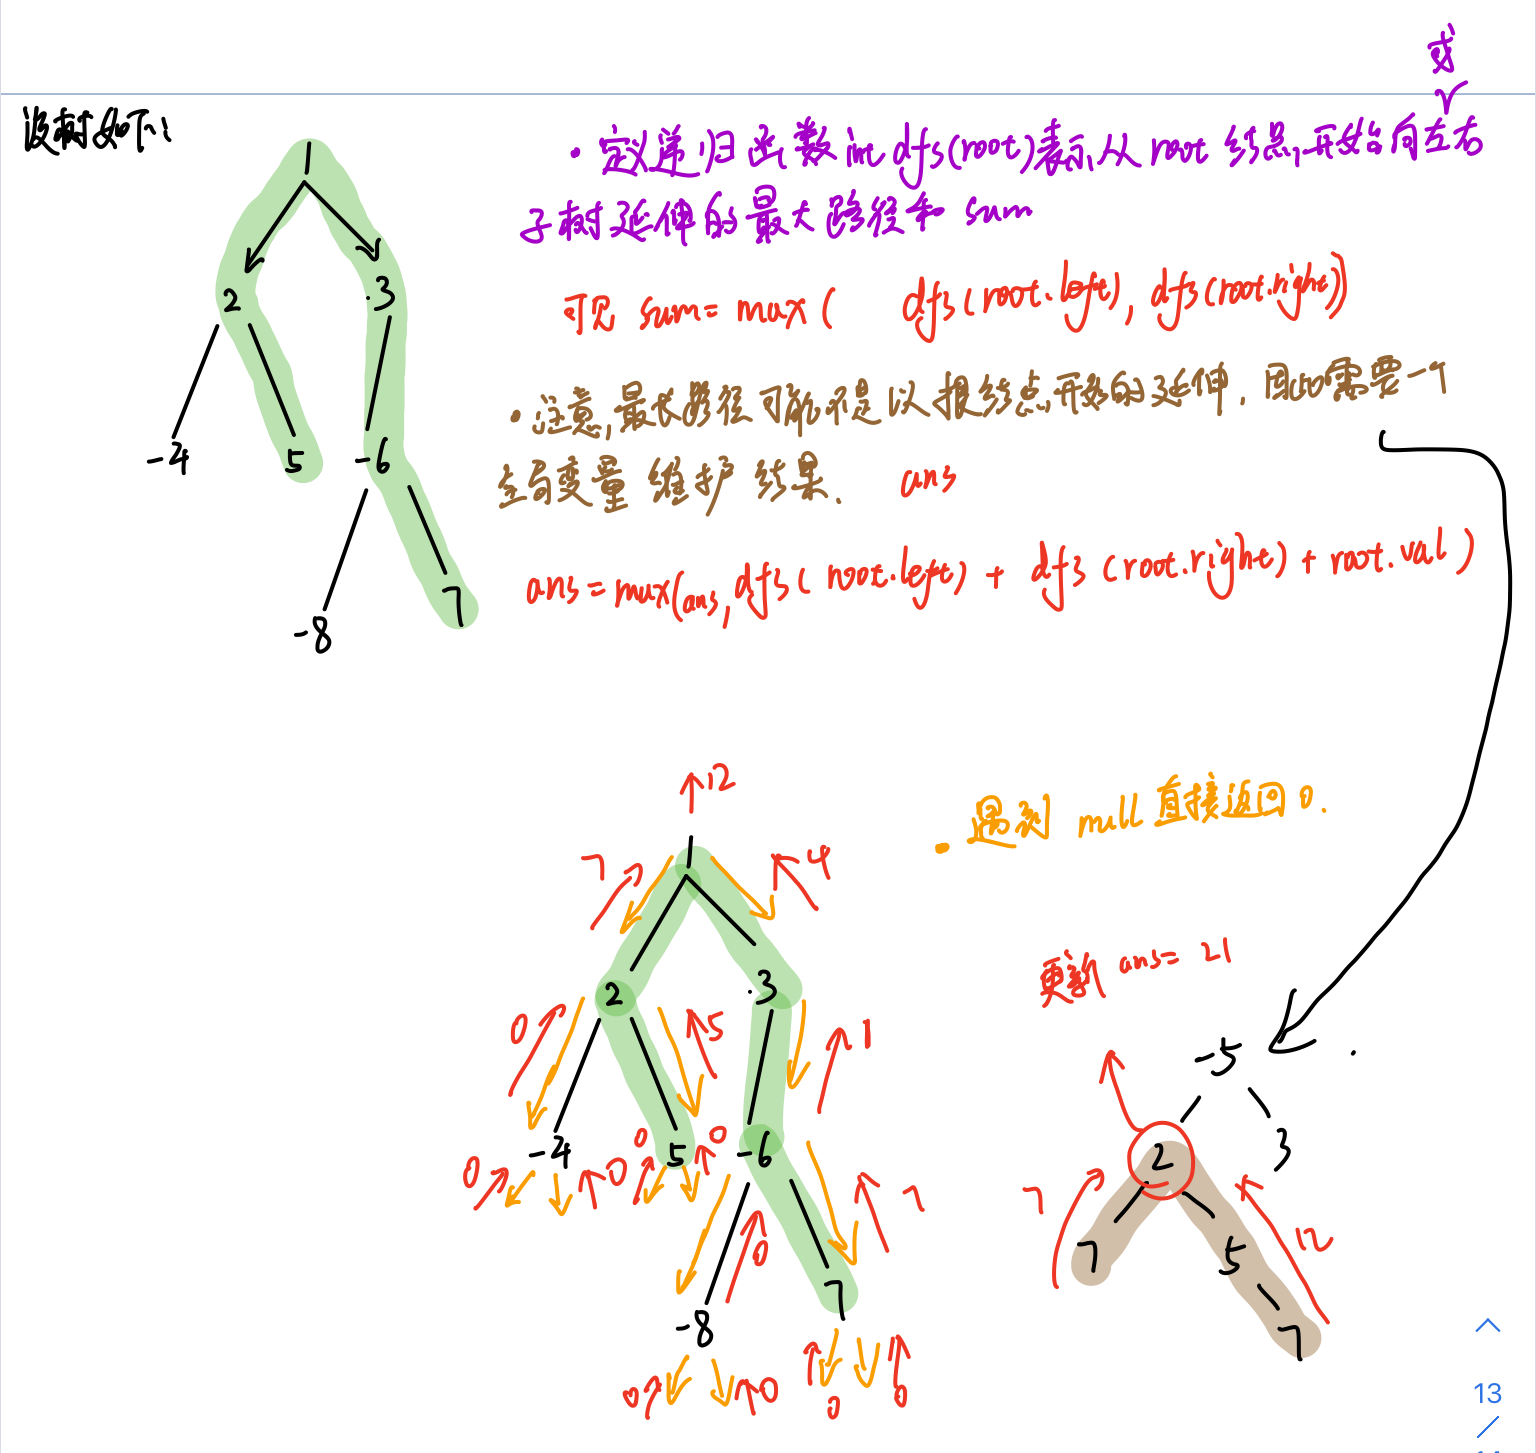 或
设树如下:
· 定义递归函数 int dfs(root)表示从 root 结点,开始向左右
子树延伸的最大路径和 sum
可见 sum = max( dfs(root.left), dfs(root.right))
· 注意,最长路径可能不是以根结点开始的延伸,因此需要一个
全局变量 维护 结果. ans
ans = max(ans, dfs(root.left) + dfs(root.right) + root.val)
1
2 3
-4 5 -6
-8 7
· 遇到 null 直接返回 0.
↑12
7 1 4
2 3
0 5 1
-4 5 -6
0 0 0 0
0 7
-8 7
0 0 0 0
更新 ans = 21
-5
2 3
7 12
7 5
7
13